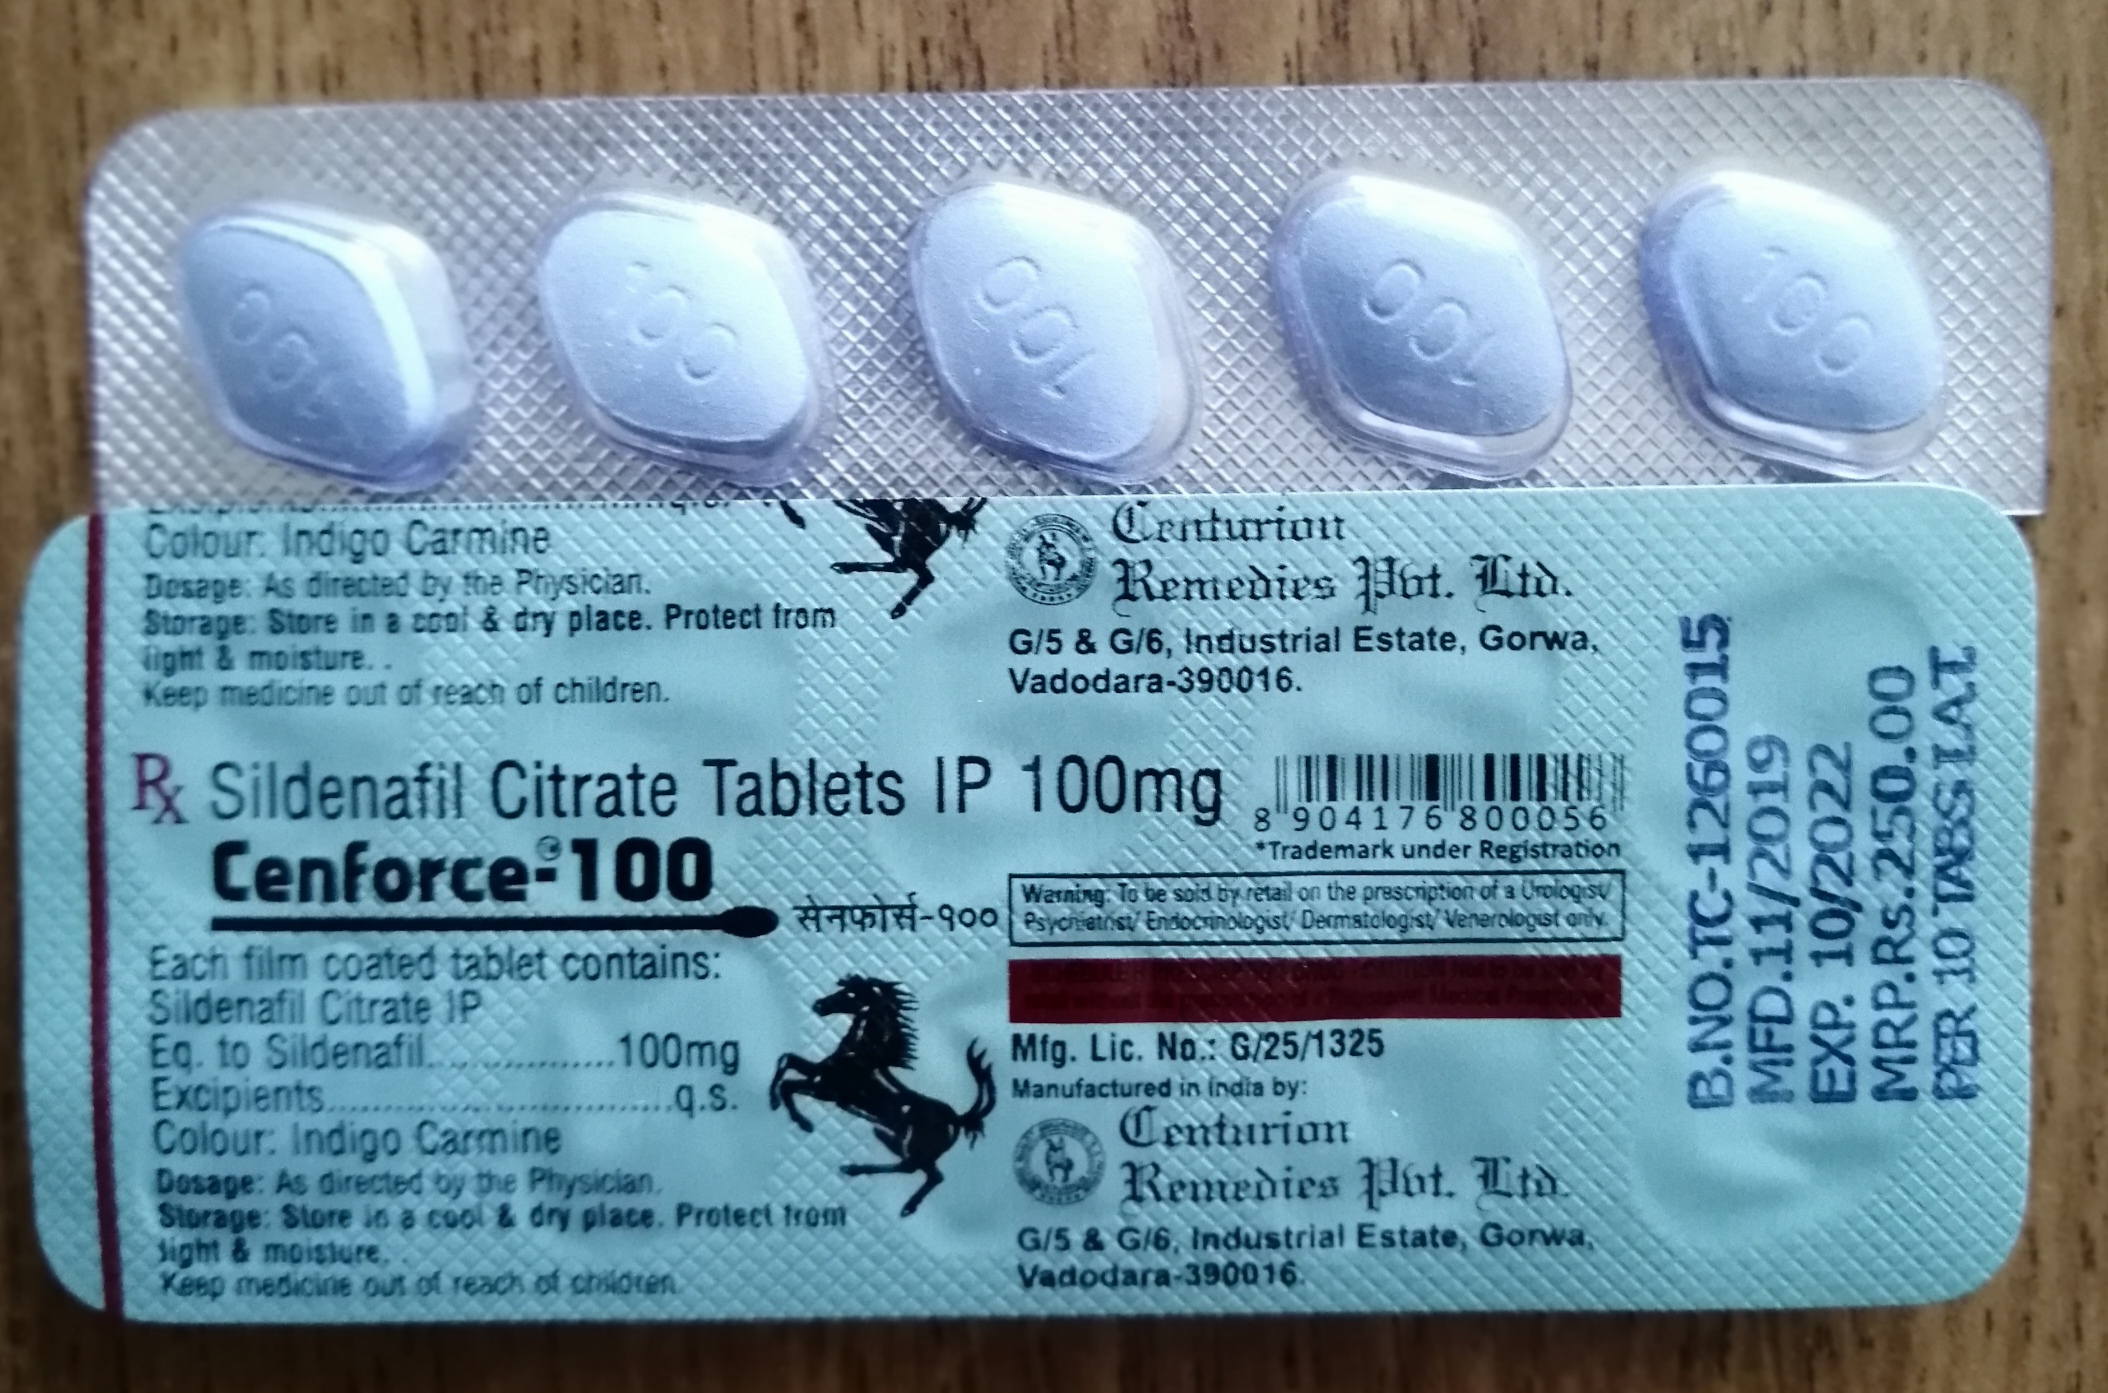 100
100
100
100
100
Colour: Indigo Carmine
Dosage: As directed by the Physician.
Storage: Store in a cool & dry place. Protect from
light & moisture. .
Keep medicine out of reach of children.
Centurion
Remedies Pvt. Ltd.
G/5 & G/6, Industrial Estate, Gorwa,
Vadodara-390016.
Rx Sildenafil Citrate Tablets IP 100mg
Cenforce®-100
सेनफोर्स-१००
8 904176 800056
*Trademark under Registration
Warning: To be sold by retail on the prescription of a Urologist/
Psychiatrist/ Endocrinologist/ Dermatologist/ Venerologist only.
Each film coated tablet contains:
Sildenafil Citrate IP
Eq. to Sildenafil................100mg
Excipients................................q.s.
Colour: Indigo Carmine
Dosage: As directed by the Physician.
Storage: Store in a cool & dry place. Protect from
light & moisture. .
Keep medicine out of reach of children.
Mfg. Lic. No.: G/25/1325
Manufactured in India by:
Centurion
Remedies Pvt. Ltd.
G/5 & G/6, Industrial Estate, Gorwa,
Vadodara-390016.
B.NO.TC-12600015
MFD.11/2019
EXP. 10/2022
MRP.Rs.250.00
PER 10 TABS I.A.T.